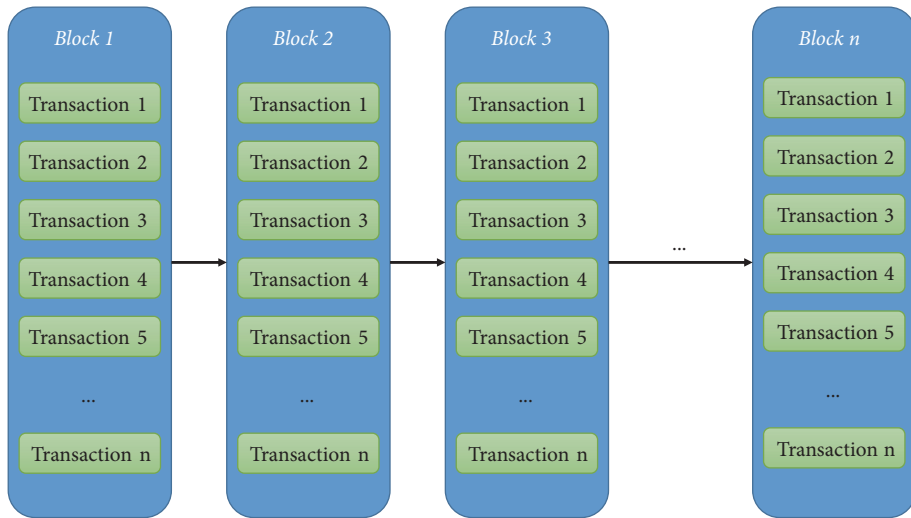 Block 1
Transaction 1
Transaction 2
Transaction 3
Transaction 4
Transaction 5
...
Transaction n
Block 2
Transaction 1
Transaction 2
Transaction 3
Transaction 4
Transaction 5
...
Transaction n
Block 3
Transaction 1
Transaction 2
Transaction 3
Transaction 4
Transaction 5
...
Transaction n
...
Block n
Transaction 1
Transaction 2
Transaction 3
Transaction 4
Transaction 5
...
Transaction n